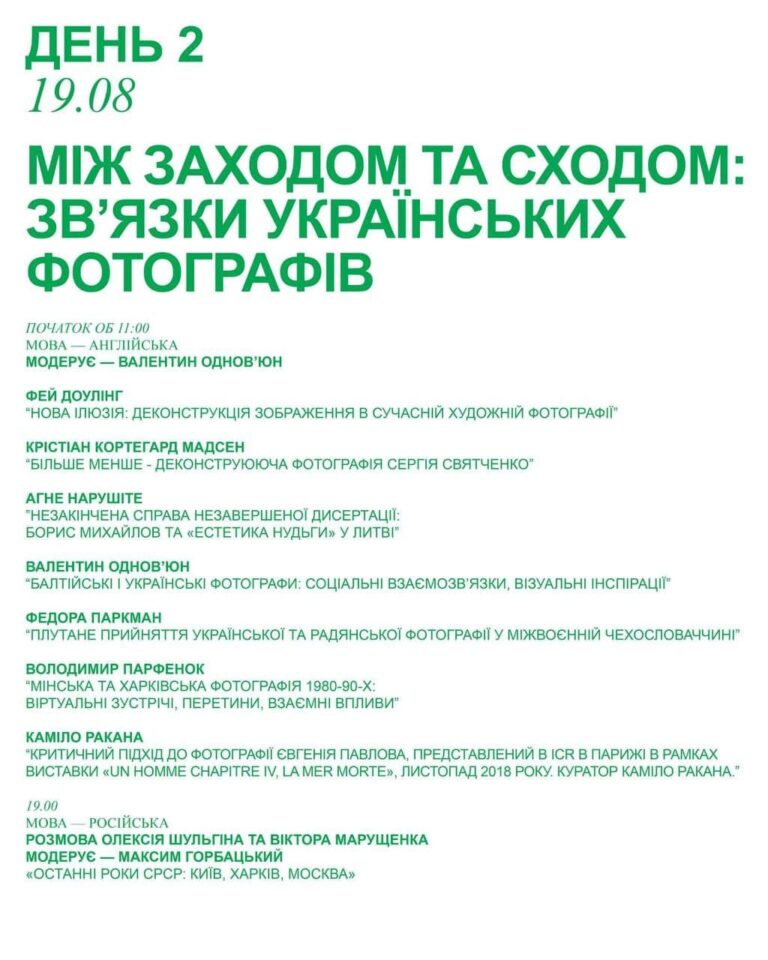 ДЕНЬ 2
19.08
МІЖ ЗАХОДОМ ТА СХОДОМ:
ЗВ’ЯЗКИ УКРАЇНСЬКИХ
ФОТОГРАФІВ
ПОЧАТОК ОБ 11:00
МОВА — АНГЛІЙСЬКА
МОДЕРУЄ — ВАЛЕНТИН ОДНОВ’ЮН
ФЕЙ ДОУЛІНГ
“НОВА ІЛЮЗІЯ: ДЕКОНСТРУКЦІЯ ЗОБРАЖЕННЯ В СУЧАСНІЙ ХУДОЖНІЙ ФОТОГРАФІЇ”
КРІСТІАН КОРТЕГАРД МАДСЕН
“БІЛЬШЕ МЕНШЕ - ДЕКОНСТРУЮЮЧА ФОТОГРАФІЯ СЕРГІЯ СВЯТЧЕНКО”
АГНЕ НАРУШІТЕ
”НЕЗАКІНЧЕНА СПРАВА НЕЗАВЕРШЕНОЇ ДИСЕРТАЦІЇ:
БОРИС МИХАЙЛОВ ТА «ЕСТЕТИКА НУДЬГИ» У ЛИТВІ”
ВАЛЕНТИН ОДНОВ’ЮН
“БАЛТІЙСЬКІ І УКРАЇНСЬКІ ФОТОГРАФИ: СОЦІАЛЬНІ ВЗАЄМОЗВ’ЯЗКИ, ВІЗУАЛЬНІ ІНСПІРАЦІЇ”
ФЕДОРА ПАРКМАН
“ПЛУТАНЕ ПРИЙНЯТТЯ УКРАЇНСЬКОЇ ТА РАДЯНСЬКОЇ ФОТОГРАФІЇ У МІЖВОЄННІЙ ЧЕХОСЛОВАЧЧИНІ”
ВОЛОДИМИР ПАРФЕНОК
“МІНСЬКА ТА ХАРКІВСЬКА ФОТОГРАФІЯ 1980-90-Х:
ВІРТУАЛЬНІ ЗУСТРІЧІ, ПЕРЕТИНИ, ВЗАЄМНІ ВПЛИВИ”
КАМІЛО РАКАНА
“КРИТИЧНИЙ ПІДХІД ДО ФОТОГРАФІЇ ЄВГЕНІЯ ПАВЛОВА, ПРЕДСТАВЛЕНИЙ В ICR В ПАРИЖІ В РАМКАХ
ВИСТАВКИ «UN HOMME CHAPITRE IV, LA MER MORTE», ЛИСТОПАД 2018 РОКУ. КУРАТОР КАМІЛО РАКАНА.”
19.00
МОВА — РОСІЙСЬКА
РОЗМОВА ОЛЕКСІЯ ШУЛЬГІНА ТА ВІКТОРА МАРУЩЕНКА
МОДЕРУЄ — МАКСИМ ГОРБАЦЬКИЙ
«ОСТАННІ РОКИ СРСР: КИЇВ, ХАРКІВ, МОСКВА»